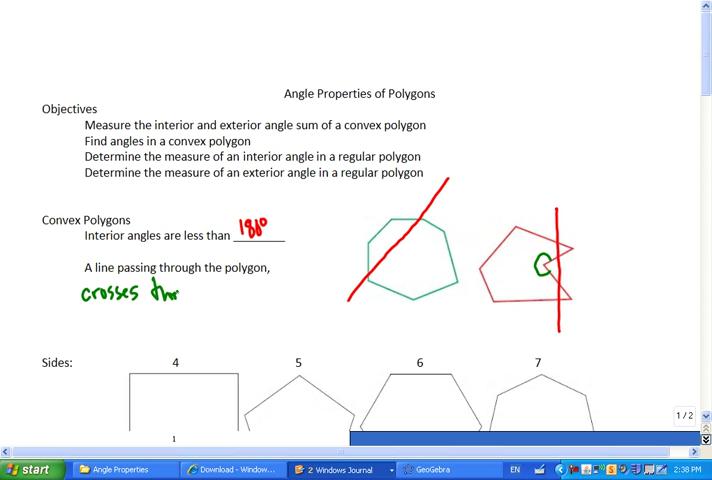 Angle Properties of Polygons
Objectives
Measure the interior and exterior angle sum of a convex polygon
Find angles in a convex polygon
Determine the measure of an interior angle in a regular polygon
Determine the measure of an exterior angle in a regular polygon
Convex Polygons
Interior angles are less than 180°
A line passing through the polygon,
crosses thr
Sides: 4 5 6 7
1 / 2
1
start Angle Properties Download - Window... 2 Windows Journal GeoGebra EN 2:38 PM